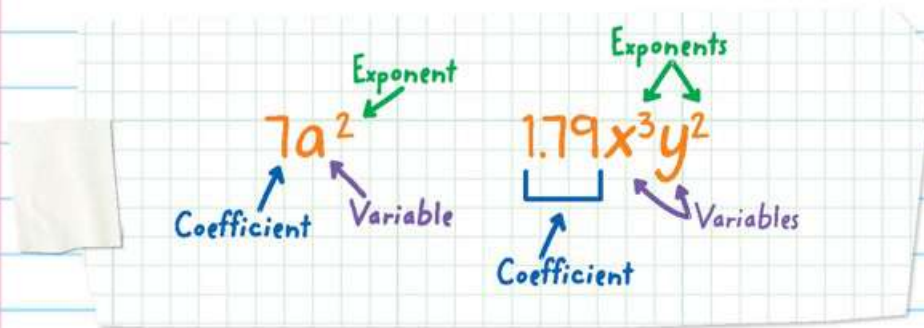 Exponents
Exponent
7a² 1.79x³y²
Coefficient Variable Variables
Coefficient